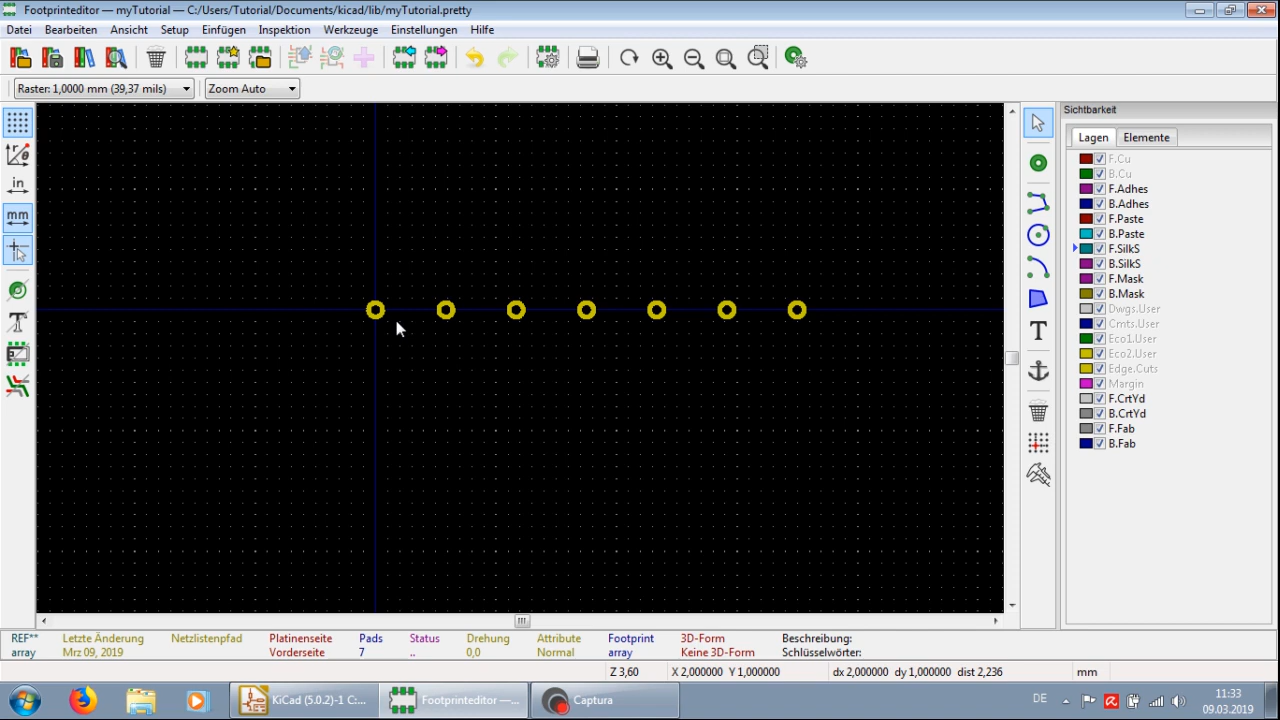 Footprinteditor — myTutorial — C:/Users/Tutorial/Documents/kicad/lib/myTutorial.pretty
Datei Bearbeiten Ansicht Setup Einfügen Inspektion Werkzeuge Einstellungen Hilfe
Raster: 1,0000 mm (39,37 mils) Zoom Auto
Sichtbarkeit
Lagen Elemente
F.Cu
B.Cu
F.Adhes
B.Adhes
F.Paste
B.Paste
F.SilkS
B.SilkS
F.Mask
B.Mask
Dwgs.User
Cmts.User
Eco1.User
Eco2.User
Edge.Cuts
Margin
F.CrtYd
B.CrtYd
F.Fab
B.Fab
in
mm
REF** Letzte Änderung Netzlistenpfad Platinenseite Pads Status Drehung Attribute Footprint 3D-Form Beschreibung:
array Mrz 09, 2019 Vorderseite 7 .. 0,0 Normal array Keine 3D-Form Schlüsselwörter:
Z 3,60 X 2,000000 Y 1,000000 dx 2,000000 dy 1,000000 dist 2,236 mm
KiCad (5.0.2)-1 C:... Footprinteditor —... Captura DE 11:33
09.03.2019